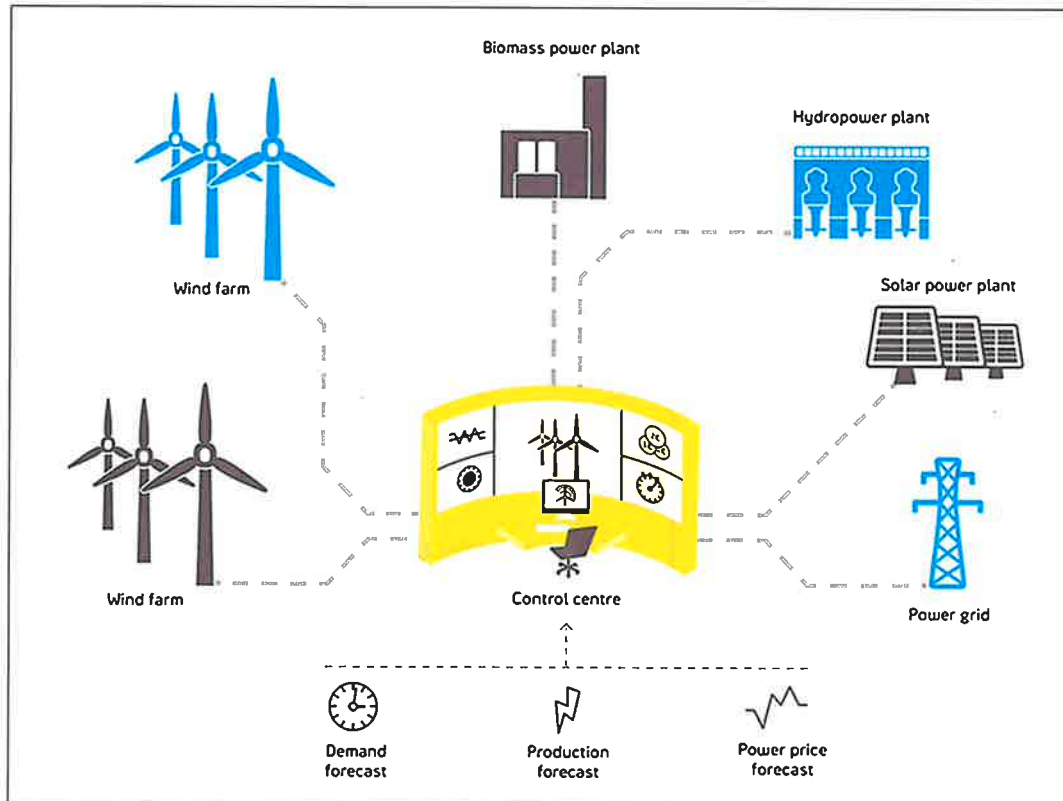 Biomass power plant
Hydropower plant
Wind farm
Solar power plant
Wind farm
Control centre
Power grid
Demand
forecast
Production
forecast
Power price
forecast